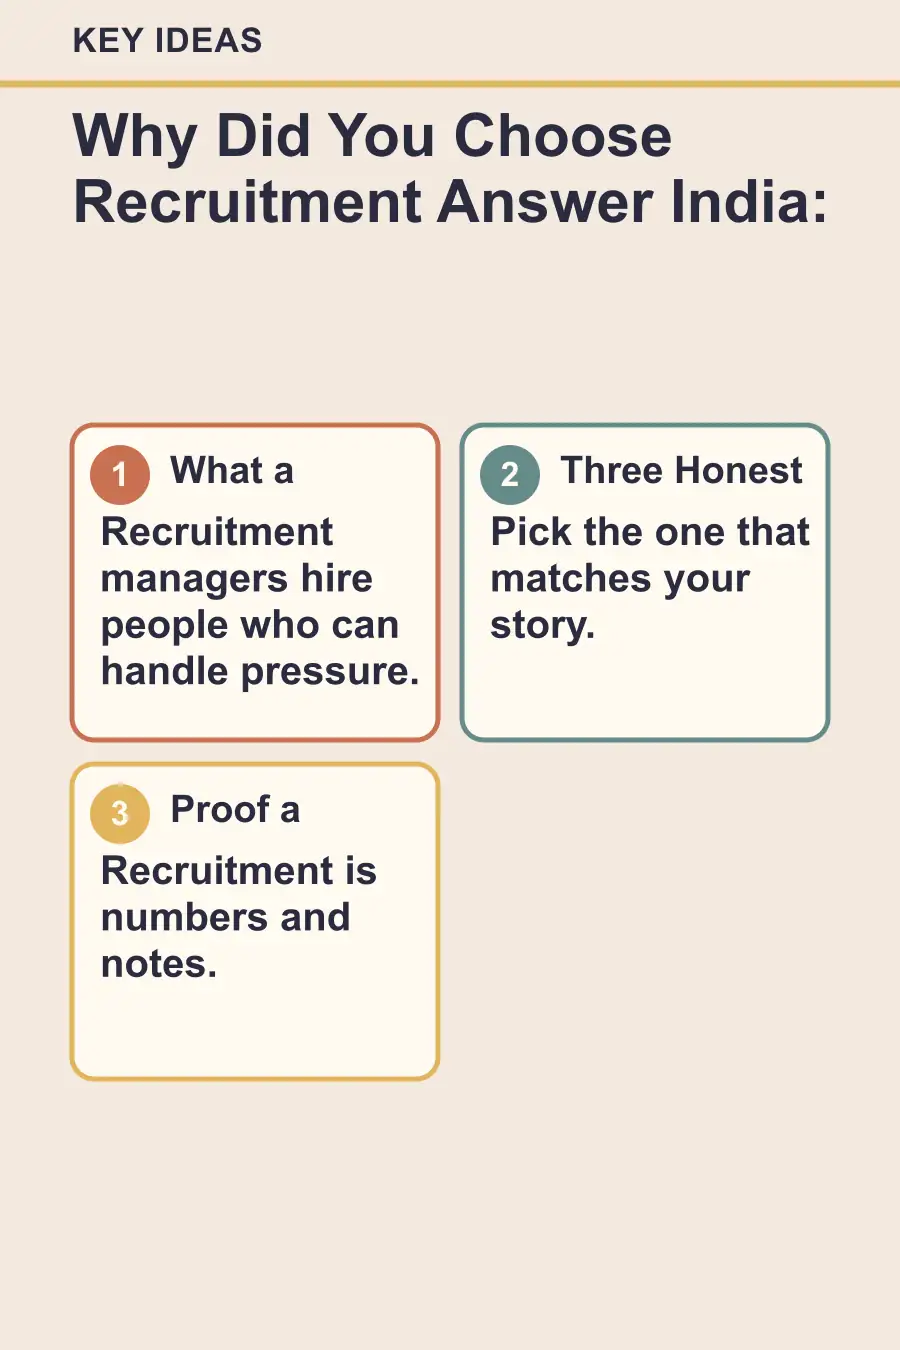 KEY IDEAS
Why Did You Choose
Recruitment Answer India:
1 What a
Recruitment
managers hire
people who can
handle pressure.
2 Three Honest
Pick the one that
matches your
story.
3 Proof a
Recruitment is
numbers and
notes.